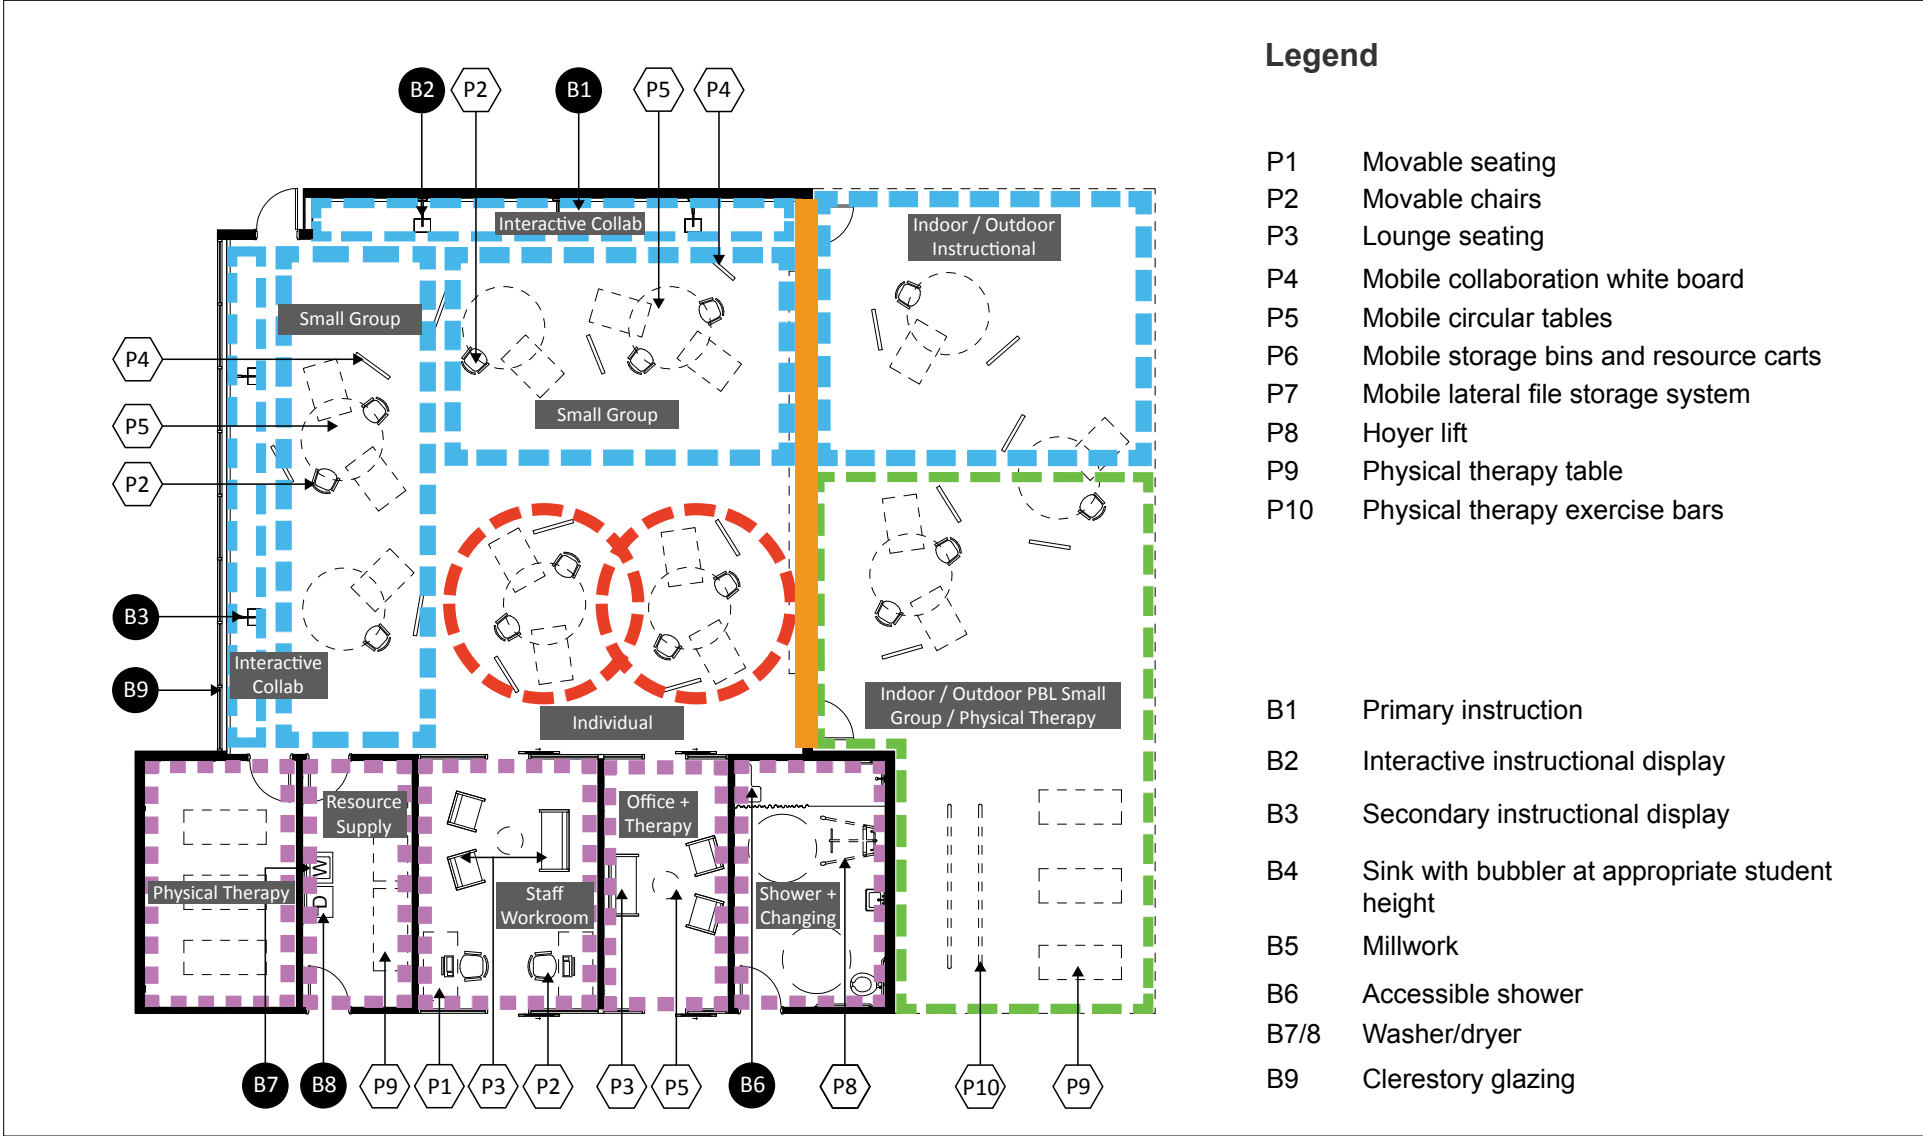 Legend
B2
P2
B1
P5
P4
P1 Movable seating
P2 Movable chairs
P3 Lounge seating
P4 Mobile collaboration white board
P5 Mobile circular tables
P6 Mobile storage bins and resource carts
P7 Mobile lateral file storage system
P8 Hoyer lift
P9 Physical therapy table
P10 Physical therapy exercise bars
B1 Primary instruction
B2 Interactive instructional display
B3 Secondary instructional display
B4 Sink with bubbler at appropriate student
height
B5 Millwork
B6 Accessible shower
B7/8 Washer/dryer
B9 Clerestory glazing
Interactive Collab
Indoor / Outdoor
Instructional
Small Group
P4
Small Group
P5
P2
B3
Interactive
Collab
B9
Individual
Indoor / Outdoor PBL Small
Group / Physical Therapy
Resource
Supply
Office +
Therapy
W
D
Physical Therapy
Staff
Workroom
Shower +
Changing
B7
B8
P9
P1
P3
P2
P3
P5
B6
P8
P10
P9